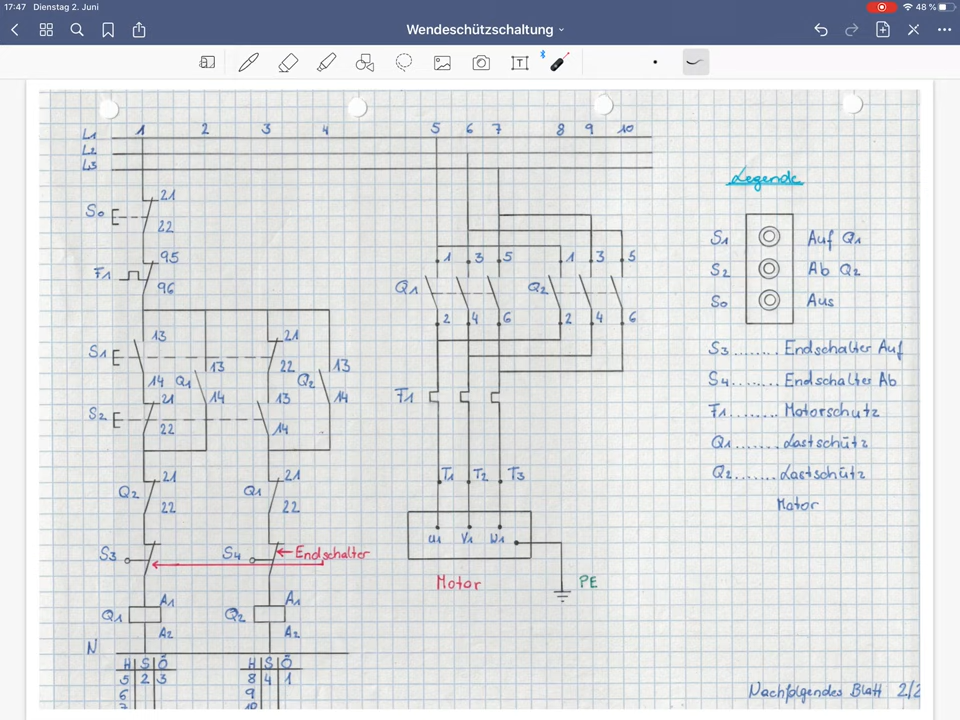 17:47 Dienstag 2. Juni
48 %
Wendeschützschaltung
1 2 3 4 5 6 7 8 9 10
L1
L2
L3
Legende
S0 21
22
F1 95
96
S1 13 21
14 22
Q1 13
14
Q2 13
14
S2 21 13
22 14
Q2 21
22
Q1 21
22
S3
S4
Endschalter
Q1 A1
A2
Q2 A1
A2
N
H S Ö
5 2 3
6
7
H S Ö
8 4 1
9
10
Q1 1 3 5
2 4 6
Q2 1 3 5
2 4 6
F1
T1 T2 T3
U1 V1 W1
Motor
PE
S1 Auf Q1
S2 Ab Q2
S0 Aus
S3........ Endschalter Auf
S4........ Endschalter Ab
F1........ Motorschutz
Q1....... Lastschütz
Q2....... Lastschütz
Motor
Nachfolgendes Blatt 2/2